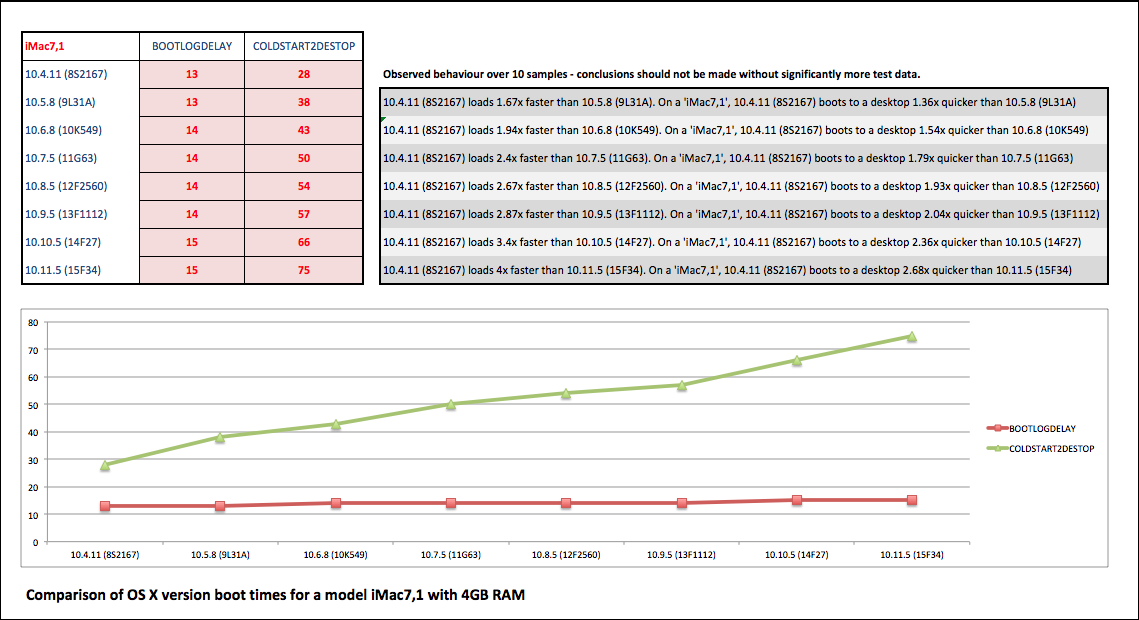 iMac7,1 BOOTLOGDELAY COLDSTART2DESTOP
10.4.11 (8S2167) 13 28
10.5.8 (9L31A) 13 38
10.6.8 (10K549) 14 43
10.7.5 (11G63) 14 50
10.8.5 (12F2560) 14 54
10.9.5 (13F1112) 14 57
10.10.5 (14F27) 15 66
10.11.5 (15F34) 15 75
Observed behaviour over 10 samples - conclusions should not be made without significantly more test data.
10.4.11 (8S2167) loads 1.67x faster than 10.5.8 (9L31A). On a 'iMac7,1', 10.4.11 (8S2167) boots to a desktop 1.36x quicker than 10.5.8 (9L31A)
10.4.11 (8S2167) loads 1.94x faster than 10.6.8 (10K549). On a 'iMac7,1', 10.4.11 (8S2167) boots to a desktop 1.54x quicker than 10.6.8 (10K549)
10.4.11 (8S2167) loads 2.4x faster than 10.7.5 (11G63). On a 'iMac7,1', 10.4.11 (8S2167) boots to a desktop 1.79x quicker than 10.7.5 (11G63)
10.4.11 (8S2167) loads 2.67x faster than 10.8.5 (12F2560). On a 'iMac7,1', 10.4.11 (8S2167) boots to a desktop 1.93x quicker than 10.8.5 (12F2560)
10.4.11 (8S2167) loads 2.87x faster than 10.9.5 (13F1112). On a 'iMac7,1', 10.4.11 (8S2167) boots to a desktop 2.04x quicker than 10.9.5 (13F1112)
10.4.11 (8S2167) loads 3.4x faster than 10.10.5 (14F27). On a 'iMac7,1', 10.4.11 (8S2167) boots to a desktop 2.36x quicker than 10.10.5 (14F27)
10.4.11 (8S2167) loads 4x faster than 10.11.5 (15F34). On a 'iMac7,1', 10.4.11 (8S2167) boots to a desktop 2.68x quicker than 10.11.5 (15F34)
80
70
60
50
40
30
20
10
0
10.4.11 (8S2167) 10.5.8 (9L31A) 10.6.8 (10K549) 10.7.5 (11G63) 10.8.5 (12F2560) 10.9.5 (13F1112) 10.10.5 (14F27) 10.11.5 (15F34)
BOOTLOGDELAY
COLDSTART2DESTOP
Comparison of OS X version boot times for a model iMac7,1 with 4GB RAM